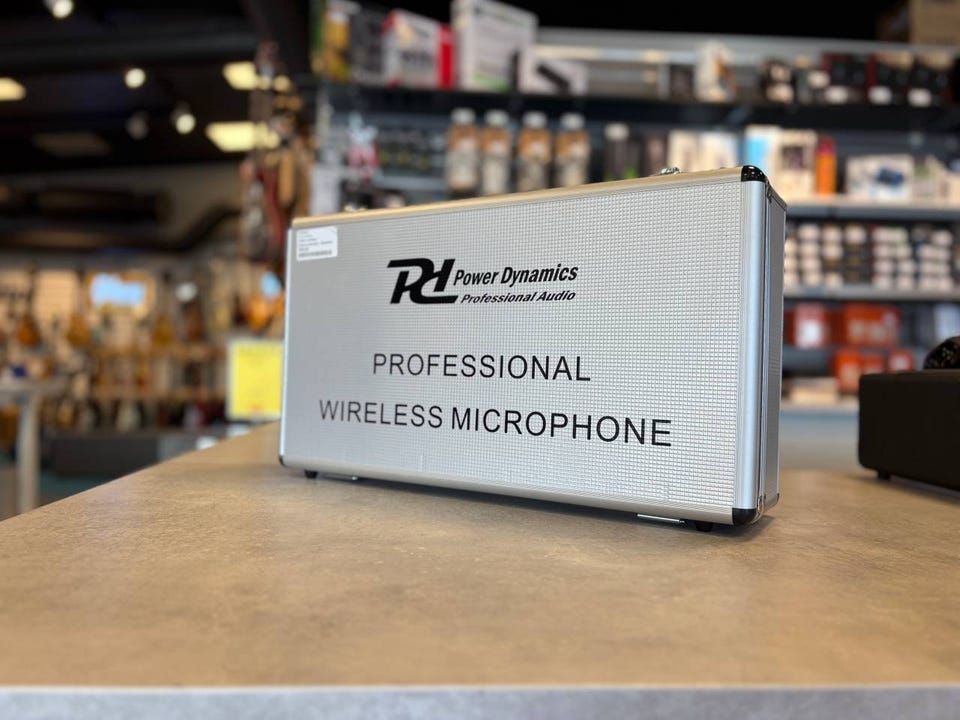 PD Power Dynamics
Professional Audio
PROFESSIONAL
WIRELESS MICROPHONE